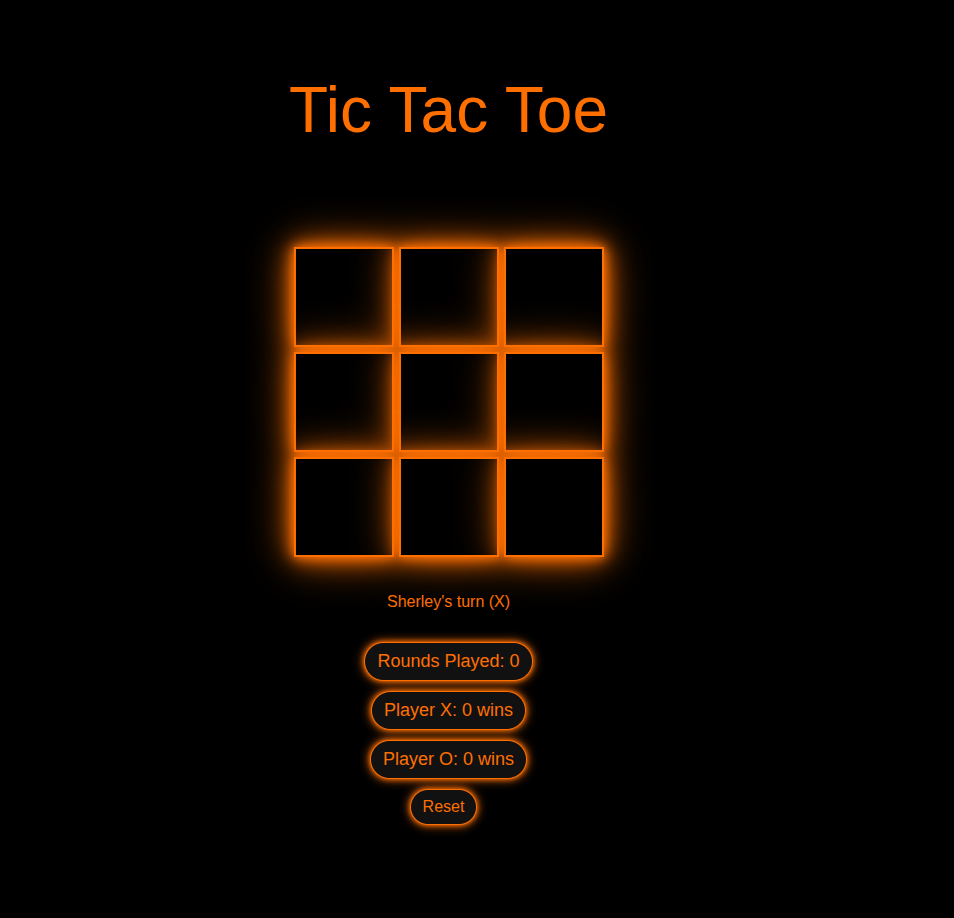 Tic Tac Toe
Sherley's turn (X)
Rounds Played: 0
Player X: 0 wins
Player O: 0 wins
Reset